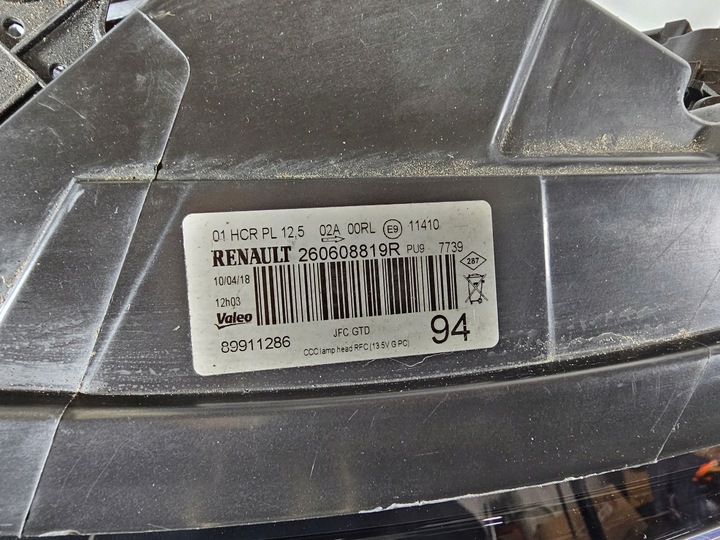 01 HCR PL 12,5 02A 00RL E9 11410
RENAULT 260608819R PU9 7739
10/04/18
287
12h03
Valeo
JFC GTD
94
89911286
CCC lamp head RFC (13.5V G PC)